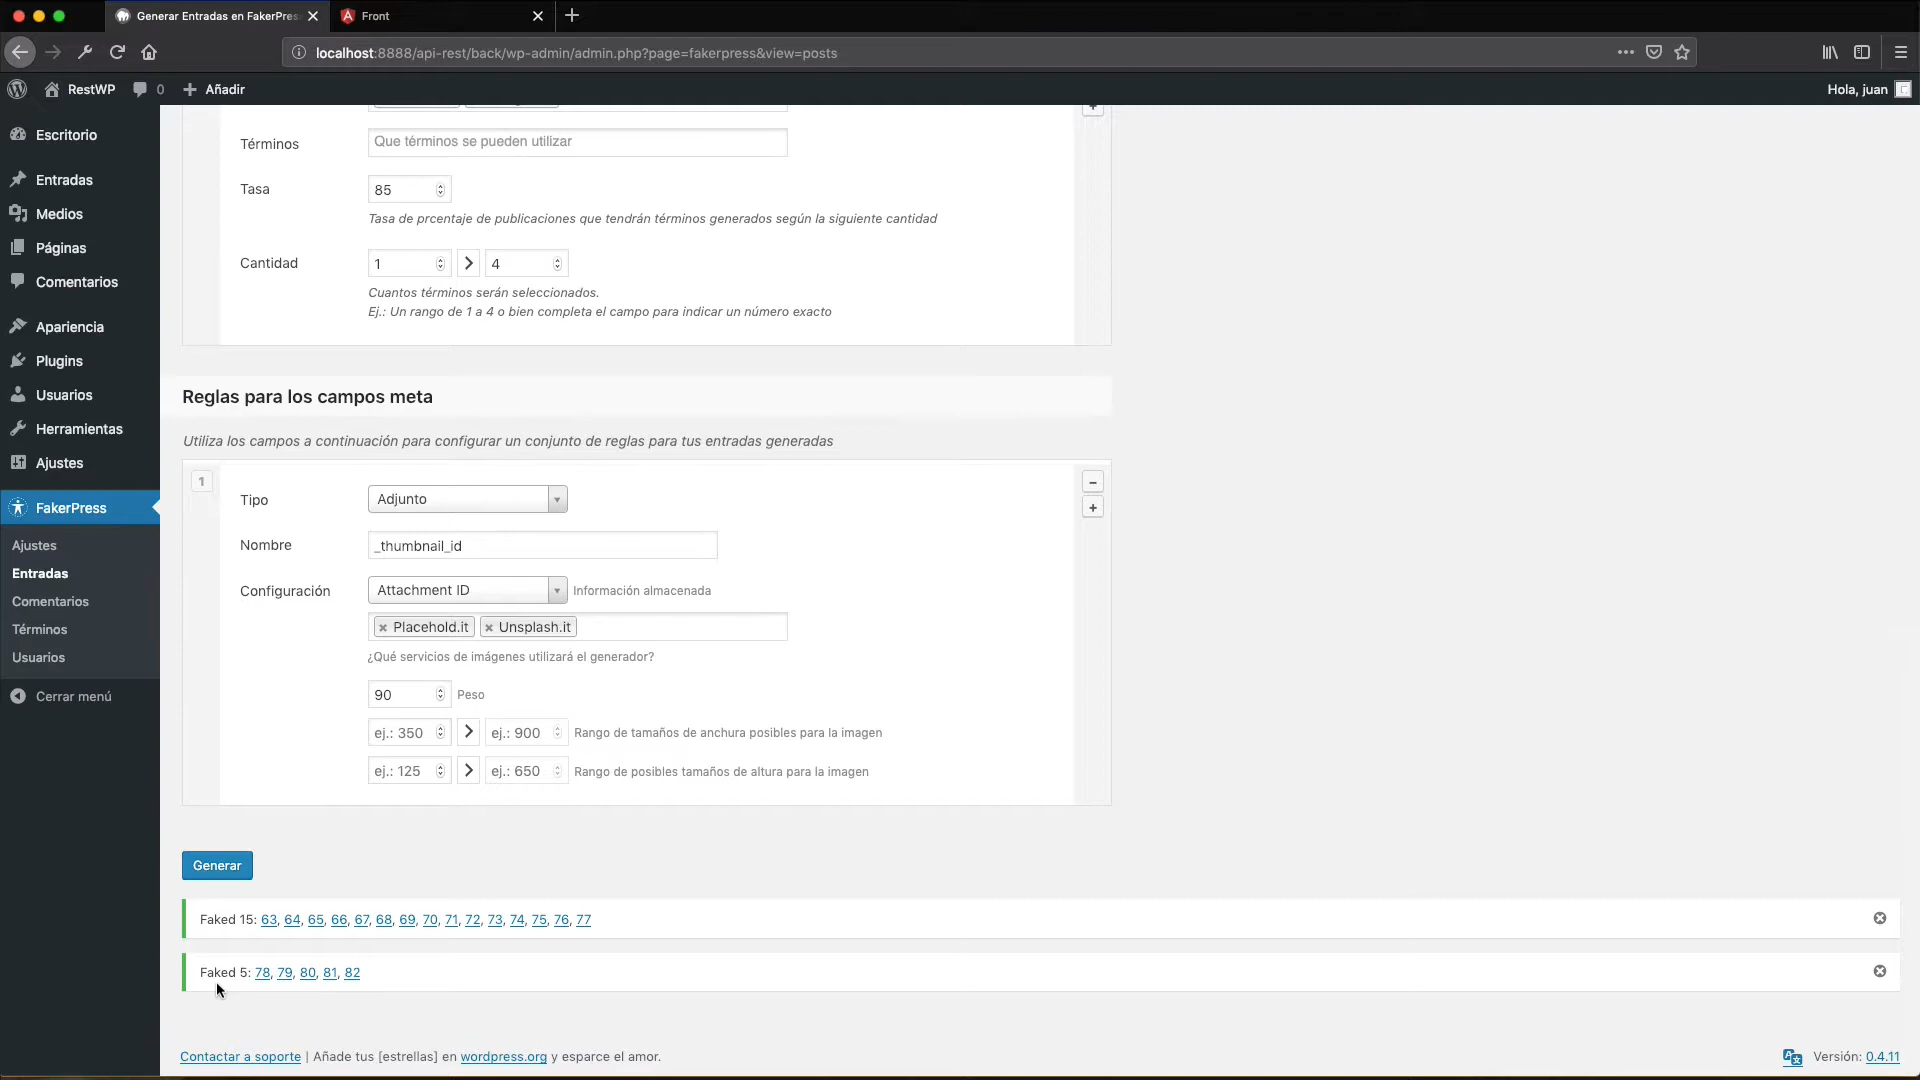 Generar Entradas en FakerPres
Front
localhost:8888/api-rest/back/wp-admin/admin.php?page=fakerpress&view=posts
RestWP
0
Añadir
Hola, juan
Escritorio
Entradas
Medios
Páginas
Comentarios
Apariencia
Plugins
Usuarios
Herramientas
Ajustes
FakerPress
Ajustes
Entradas
Comentarios
Términos
Usuarios
Cerrar menú
+
Términos
Que términos se pueden utilizar
Tasa
85
Tasa de prcentaje de publicaciones que tendrán términos generados según la siguiente cantidad
Cantidad
1
4
Cuantos términos serán seleccionados.
Ej.: Un rango de 1 a 4 o bien completa el campo para indicar un número exacto
Reglas para los campos meta
Utiliza los campos a continuación para configurar un conjunto de reglas para tus entradas generadas
1
Tipo
Adjunto
−
+
Nombre
_thumbnail_id
Configuración
Attachment ID
Información almacenada
× Placehold.it × Unsplash.it
¿Qué servicios de imágenes utilizará el generador?
90
Peso
ej.: 350
ej.: 900
Rango de tamaños de anchura posibles para la imagen
ej.: 125
ej.: 650
Rango de posibles tamaños de altura para la imagen
Generar
Faked 15: 63, 64, 65, 66, 67, 68, 69, 70, 71, 72, 73, 74, 75, 76, 77
Faked 5: 78, 79, 80, 81, 82
Contactar a soporte | Añade tus [estrellas] en wordpress.org y esparce el amor.
Versión: 0.4.11